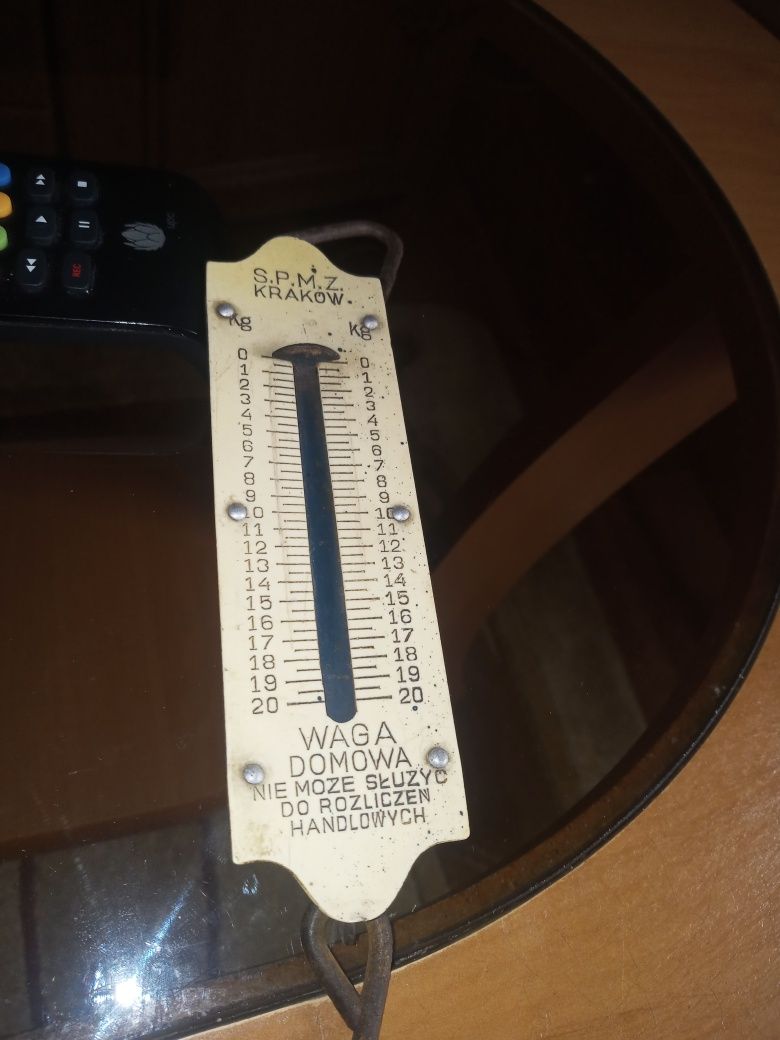 S.P.M.Z.
KRAKÓW
Kg Kg
0 0
1 1
2 2
3 3
4 4
5 5
6 6
7 7
8 8
9 9
10 10
11 11
12 12
13 13
14 14
15 15
16 16
17 17
18 18
19 19
20 20
WAGA
DOMOWA
NIE MOŻE SŁUŻYĆ
DO ROZLICZEŃ
HANDLOWYCH
REC
UPC